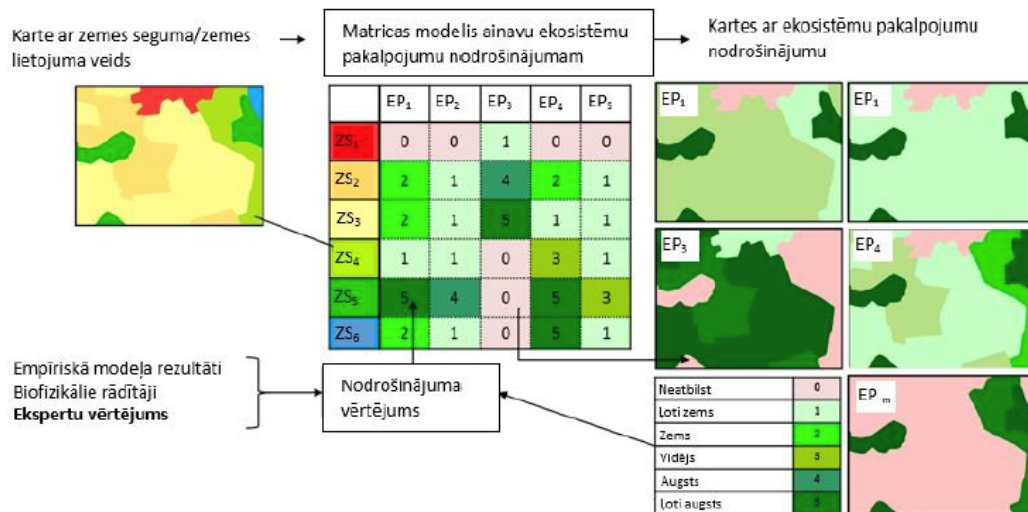 Karte ar zemes seguma/zemes
lietojuma veids
Matricas modelis ainavu ekosistēmu
pakalpojumu nodrošinājumam
Kartes ar ekosistēmu pakalpojumu
nodrošinājumu
EP₁ EP₂ EP₃ EP₄ EP₅
ZS₁ 0 0 1 0 0
ZS₂ 2 1 4 2 1
ZS₃ 2 1 5 1 1
ZS₄ 1 1 0 3 1
ZS₅ 5 4 0 5 3
ZS₆ 2 1 0 5 1
EP₁
EP₁
EP₃
EP₄
EP m
Empīriskā modeļa rezultāti
Biofizikālie rādītāji
Ekspertu vērtējums
Nodrošinājuma
vērtējums
Neatbilst 0
Loti zems 1
Zems 2
Vidējs 3
Augsts 4
Loti augsts 5